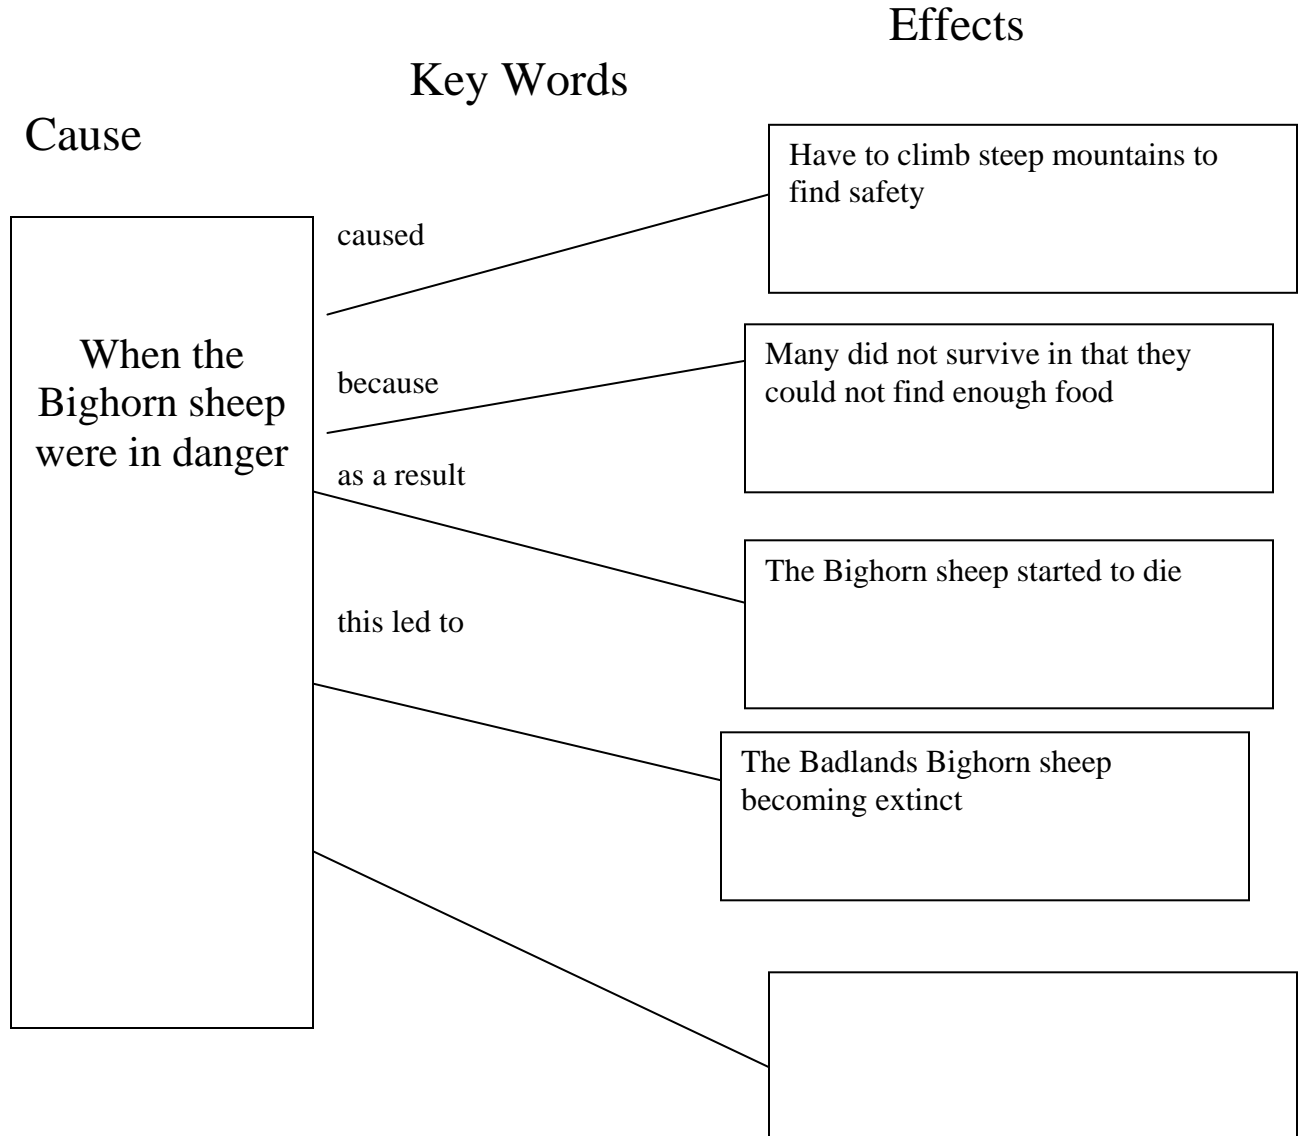 Effects
Key Words
Cause
Have to climb steep mountains to
find safety
caused
When the
Bighorn sheep
were in danger
because
Many did not survive in that they
could not find enough food
as a result
The Bighorn sheep started to die
this led to
The Badlands Bighorn sheep
becoming extinct